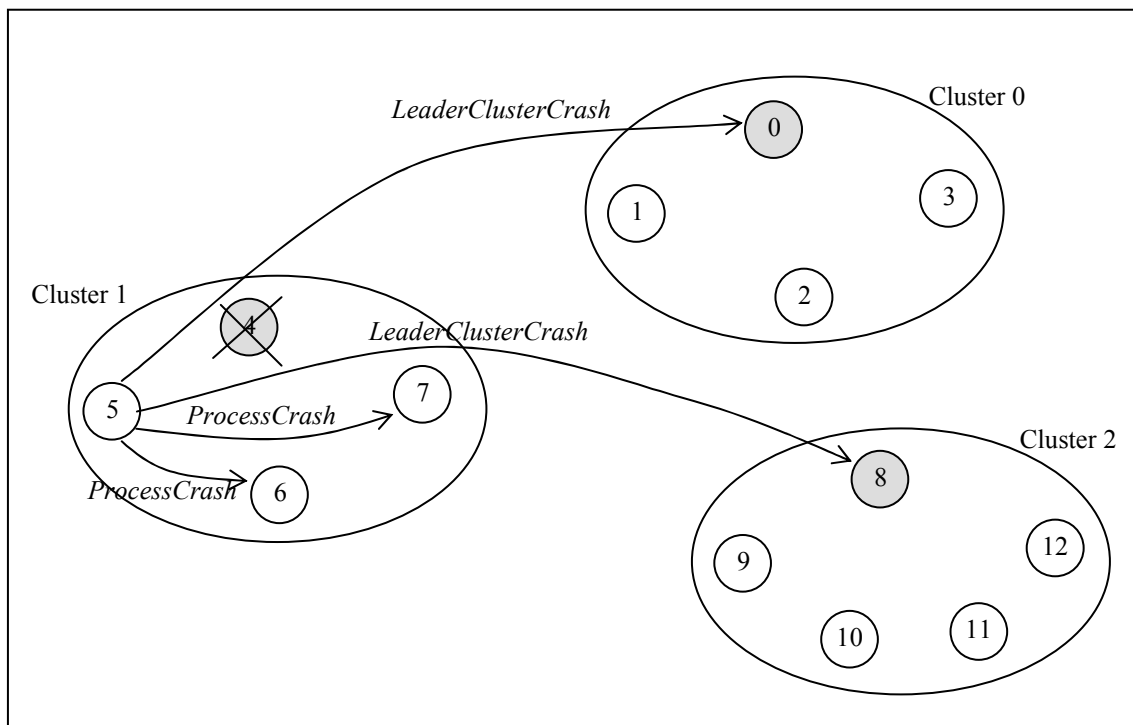 Cluster 0
LeaderClusterCrash
0
3
1
Cluster 1
2
4
LeaderClusterCrash
7
5
ProcessCrash
Cluster 2
8
ProcessCrash
6
12
9
11
10